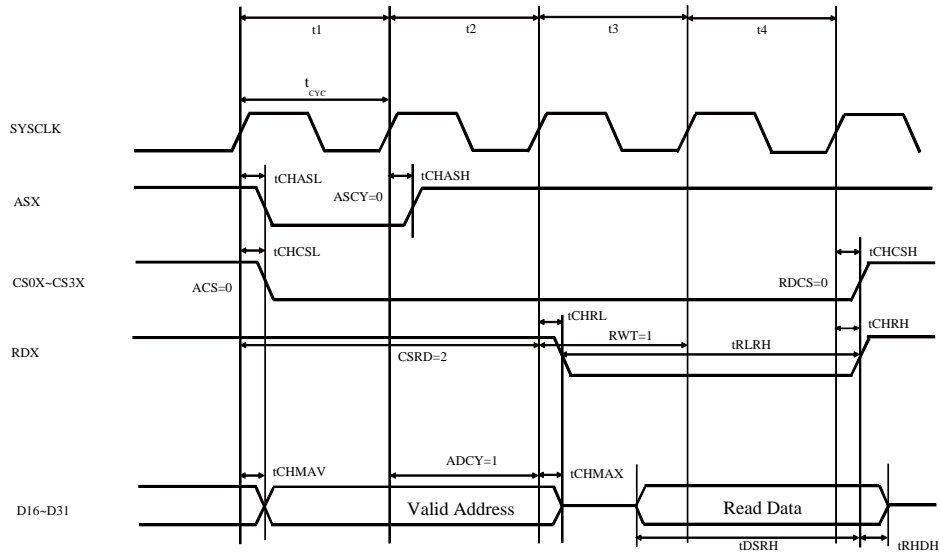 t1 t2 t3 t4
tCYC
SYSCLK
tCHASL ASCY=0 tCHASH
ASX
tCHCSL tCHCSH
CS0X~CS3X ACS=0 RDCS=0
tCHRL tCHRH
RDX CSRD=2 RWT=1 tRLRH
tCHMAV ADCY=1 tCHMAX
D16~D31 Valid Address Read Data
tDSRH tRHDH